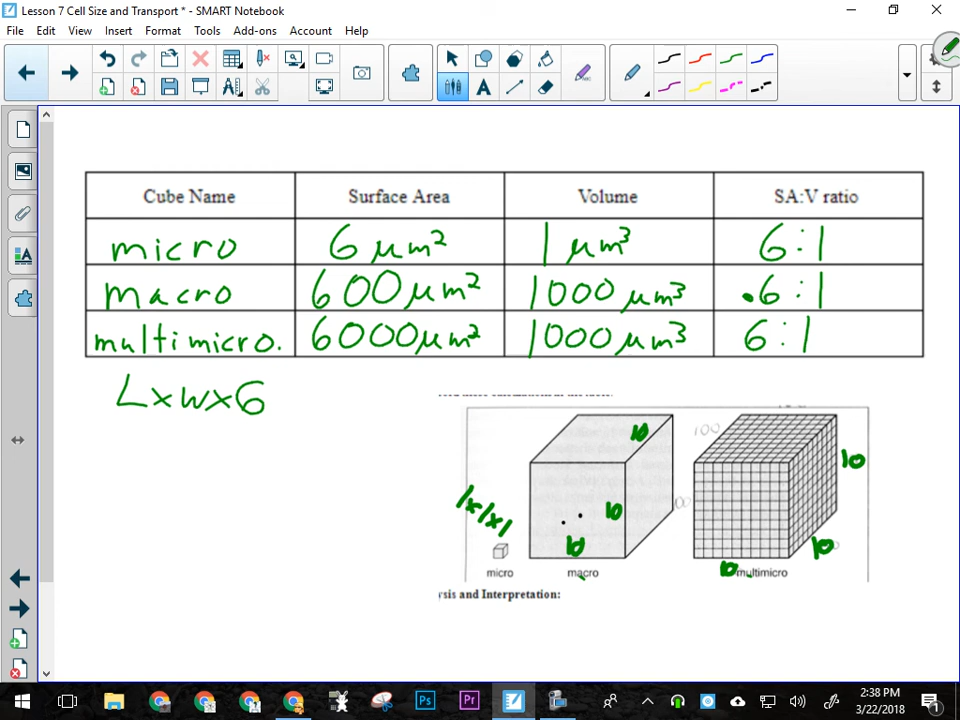 Lesson 7 Cell Size and Transport * - SMART Notebook
File Edit View Insert Format Tools Add-ons Account Help
Cube Name Surface Area Volume SA:V ratio
micro 6 μm² 1 μm³ 6:1
macro 600 μm² 1000 μm³ .6:1
multimicro. 6000 μm² 1000 μm³ 6:1
L x W x 6
100
10
10
1x1x1
10
10
10
10
micro macro multimicro
ysis and Interpretation:
2:38 PM
3/22/2018